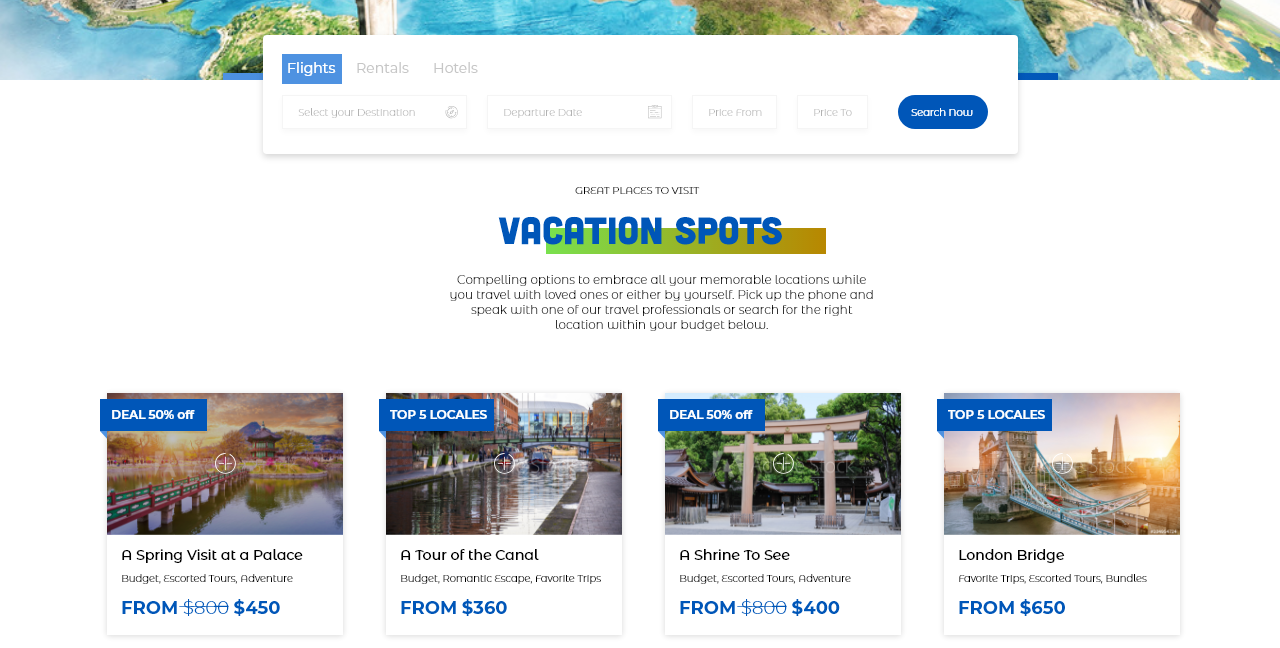 Flights Rentals Hotels
Select your Destination Departure Date Price From Price To Search Now
GREAT PLACES TO VISIT
VACATION SPOTS
Compelling options to embrace all your memorable locations while
you travel with loved ones or either by yourself. Pick up the phone and
speak with one of our travel professionals or search for the right
location within your budget below.
DEAL 50% off
A Spring Visit at a Palace
Budget, Escorted Tours, Adventure
FROM $800 $450
TOP 5 LOCALES
A Tour of the Canal
Budget, Romantic Escape, Favorite Trips
FROM $360
DEAL 50% off
A Shrine To See
Budget, Escorted Tours, Adventure
FROM $800 $400
TOP 5 LOCALES
London Bridge
Favorite Trips, Escorted Tours, Bundles
FROM $650